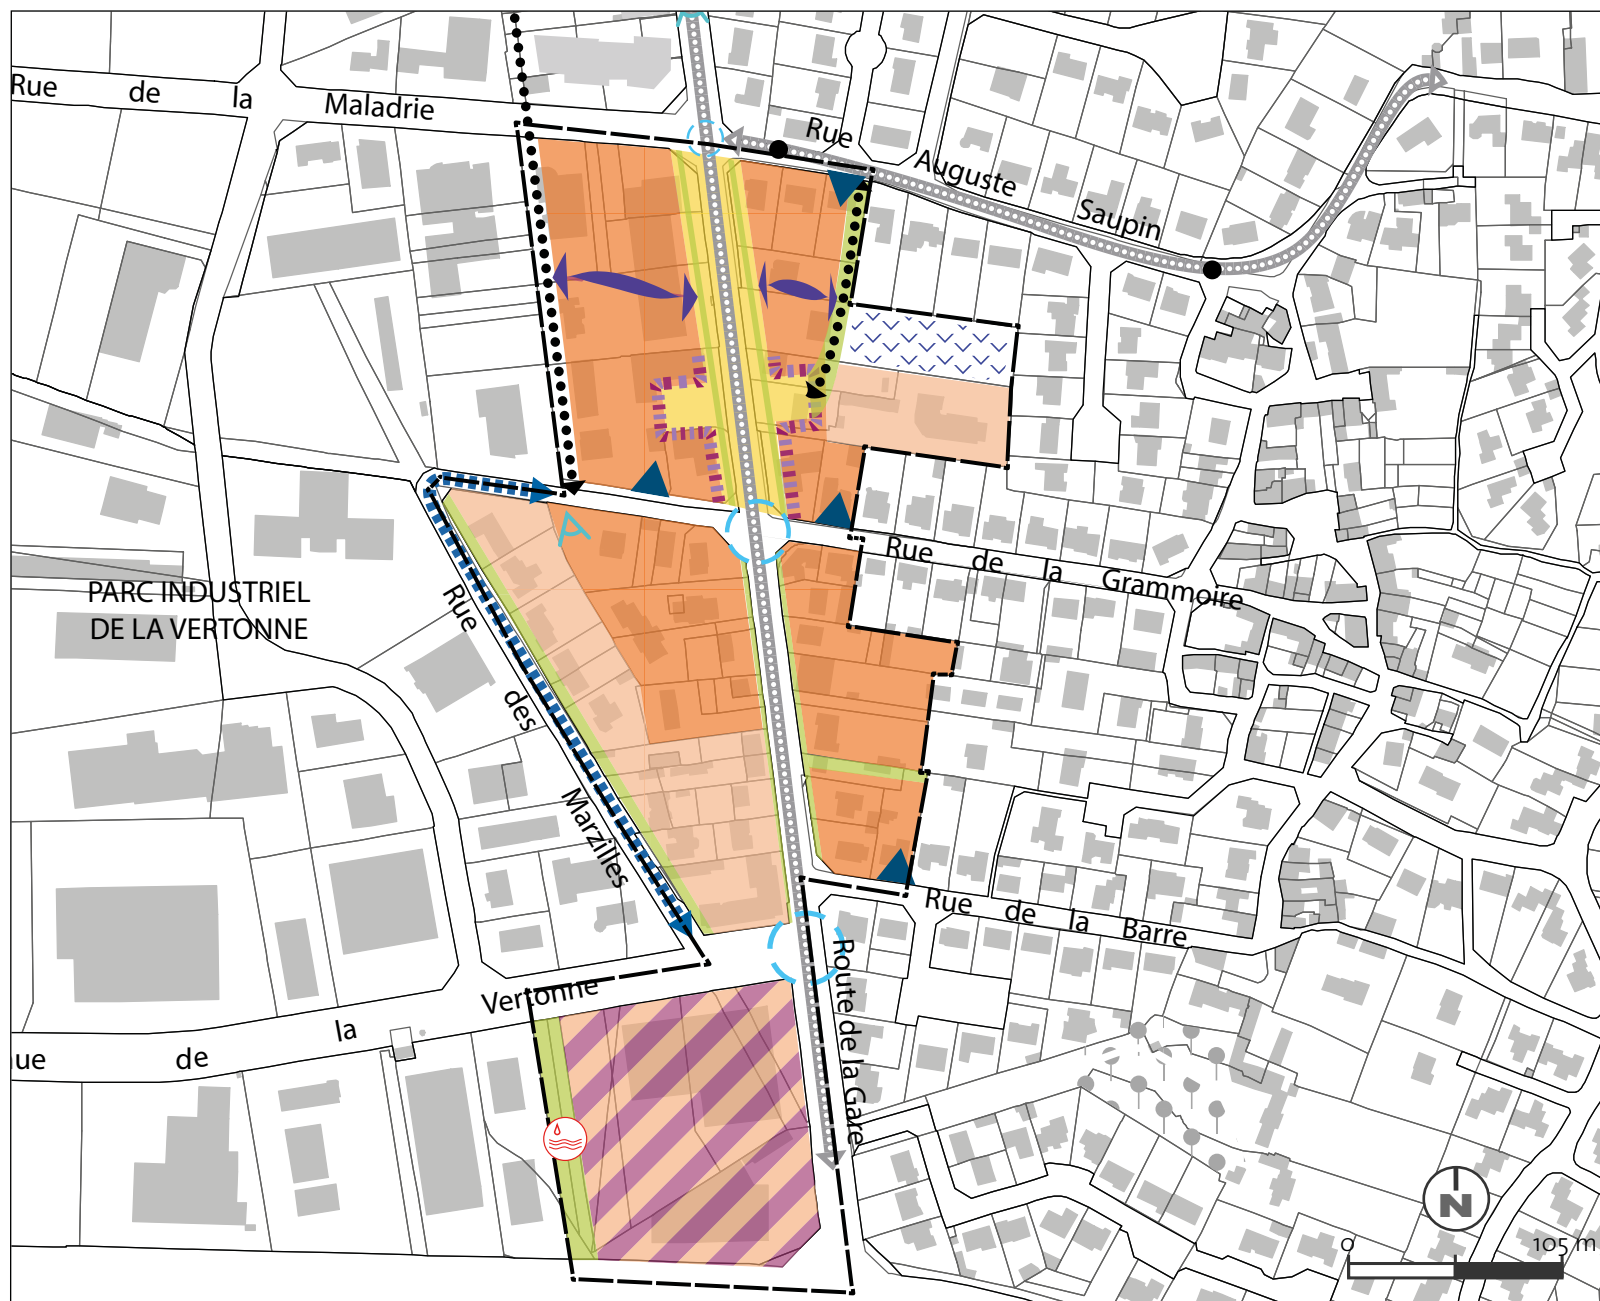 Rue de la Maladrie
Rue Auguste Saupin
PARC INDUSTRIEL
DE LA VERTONNE
Rue de la Grammoire
Rue des Marzilles
Rue de la Barre
Route de la Gare
nue de la Vertonne
N
0 105 m